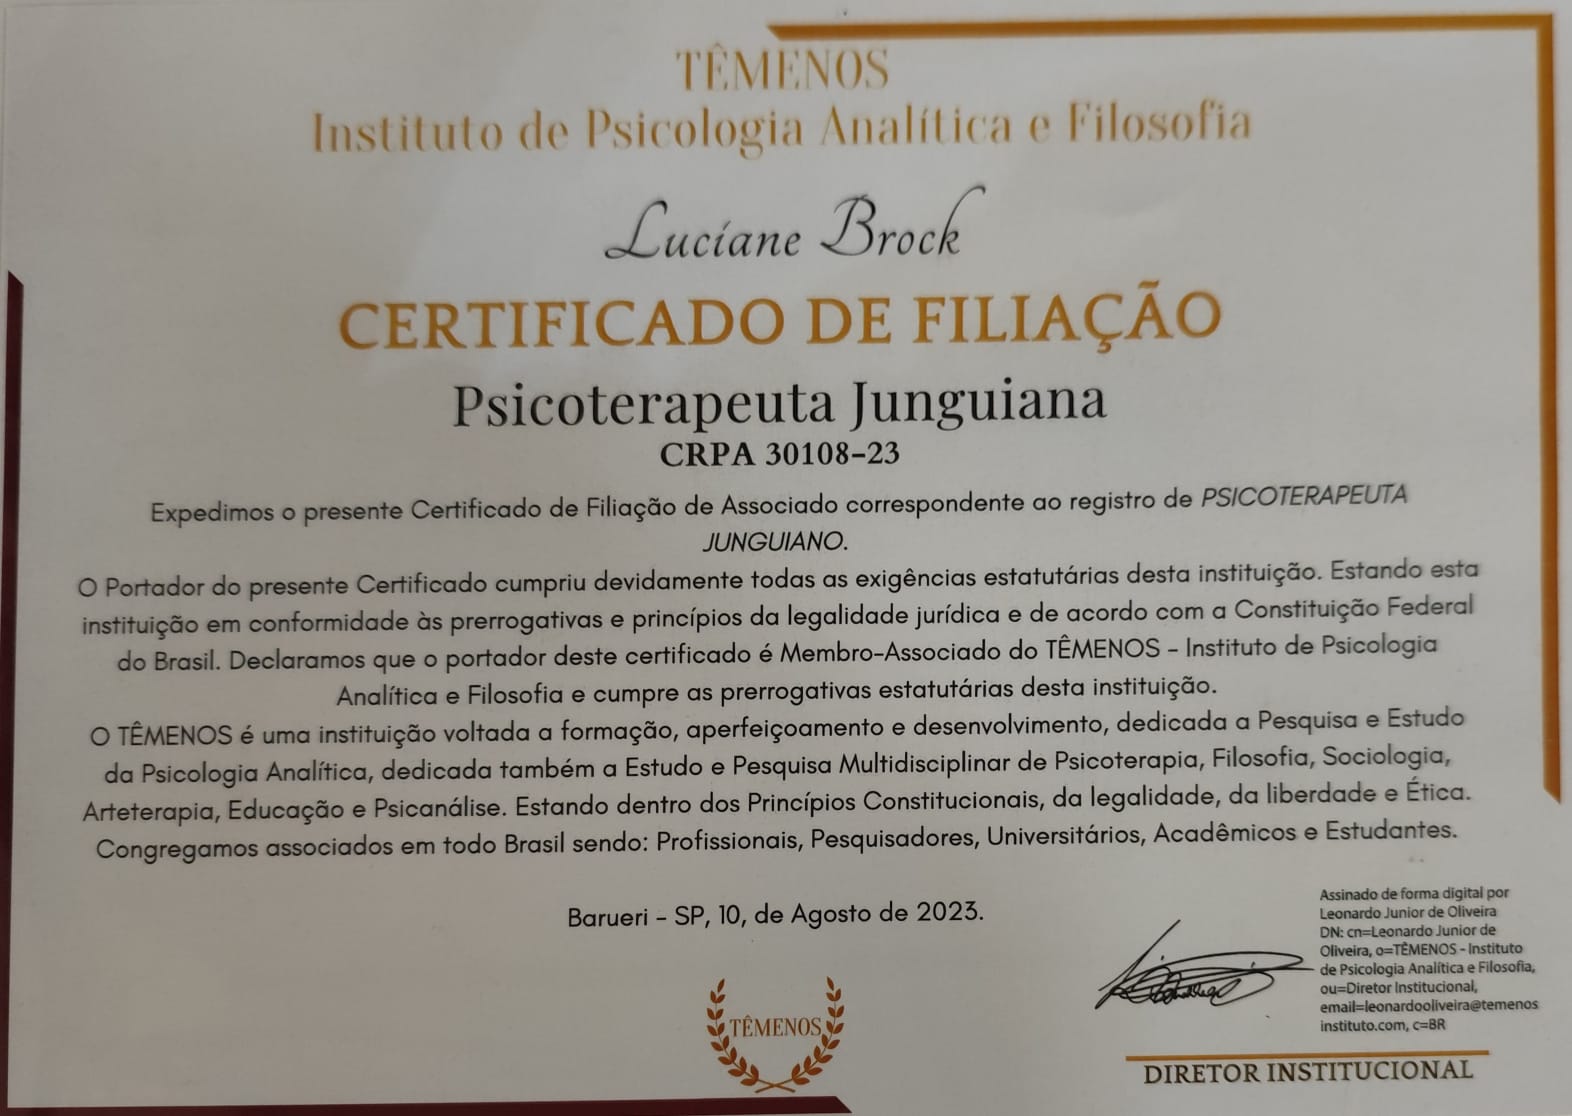 TÊMENOS
Instituto de Psicologia Analítica e Filosofia
Luciane Brock
CERTIFICADO DE FILIAÇÃO
Psicoterapeuta Junguiana
CRPA 30108-23
Expedimos o presente Certificado de Filiação de Associado correspondente ao registro de PSICOTERAPEUTA
JUNGUIANO.
O Portador do presente Certificado cumpriu devidamente todas as exigências estatutárias desta instituição. Estando esta
instituição em conformidade às prerrogativas e princípios da legalidade jurídica e de acordo com a Constituição Federal
do Brasil. Declaramos que o portador deste certificado é Membro-Associado do TÊMENOS - Instituto de Psicologia
Analítica e Filosofia e cumpre as prerrogativas estatutárias desta instituição.
O TÊMENOS é uma instituição voltada a formação, aperfeiçoamento e desenvolvimento, dedicada a Pesquisa e Estudo
da Psicologia Analítica, dedicada também a Estudo e Pesquisa Multidisciplinar de Psicoterapia, Filosofia, Sociologia,
Arteterapia, Educação e Psicanálise. Estando dentro dos Princípios Constitucionais, da legalidade, da liberdade e Ética.
Congregamos associados em todo Brasil sendo: Profissionais, Pesquisadores, Universitários, Acadêmicos e Estudantes.
Barueri - SP, 10, de Agosto de 2023.
Assinado de forma digital por
Leonardo Junior de Oliveira
DN: cn=Leonardo Junior de
Oliveira, o=TÊMENOS - Instituto
de Psicologia Analítica e Filosofia,
ou=Diretor Institucional,
email=leonardooliveira@temenos
instituto.com, c=BR
TÊMENOS
DIRETOR INSTITUCIONAL